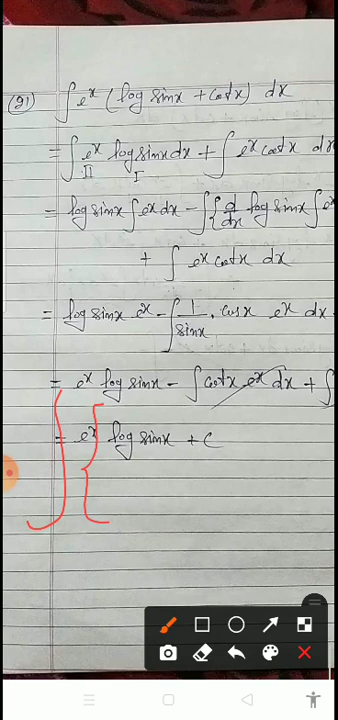 (21) ∫ eˣ (log sinx + cotx) dx
= ∫ eˣ log sinx dx + ∫ eˣ cotx dx
II I
= log sinx ∫ eˣ dx - ∫ { d/dx log sinx ∫ eˣ
+ ∫ eˣ cotx dx
= log sinx eˣ - ∫ 1/sinx . cosx eˣ dx
= eˣ log sinx - ∫ cotx eˣ dx + ∫
= eˣ log sinx + c